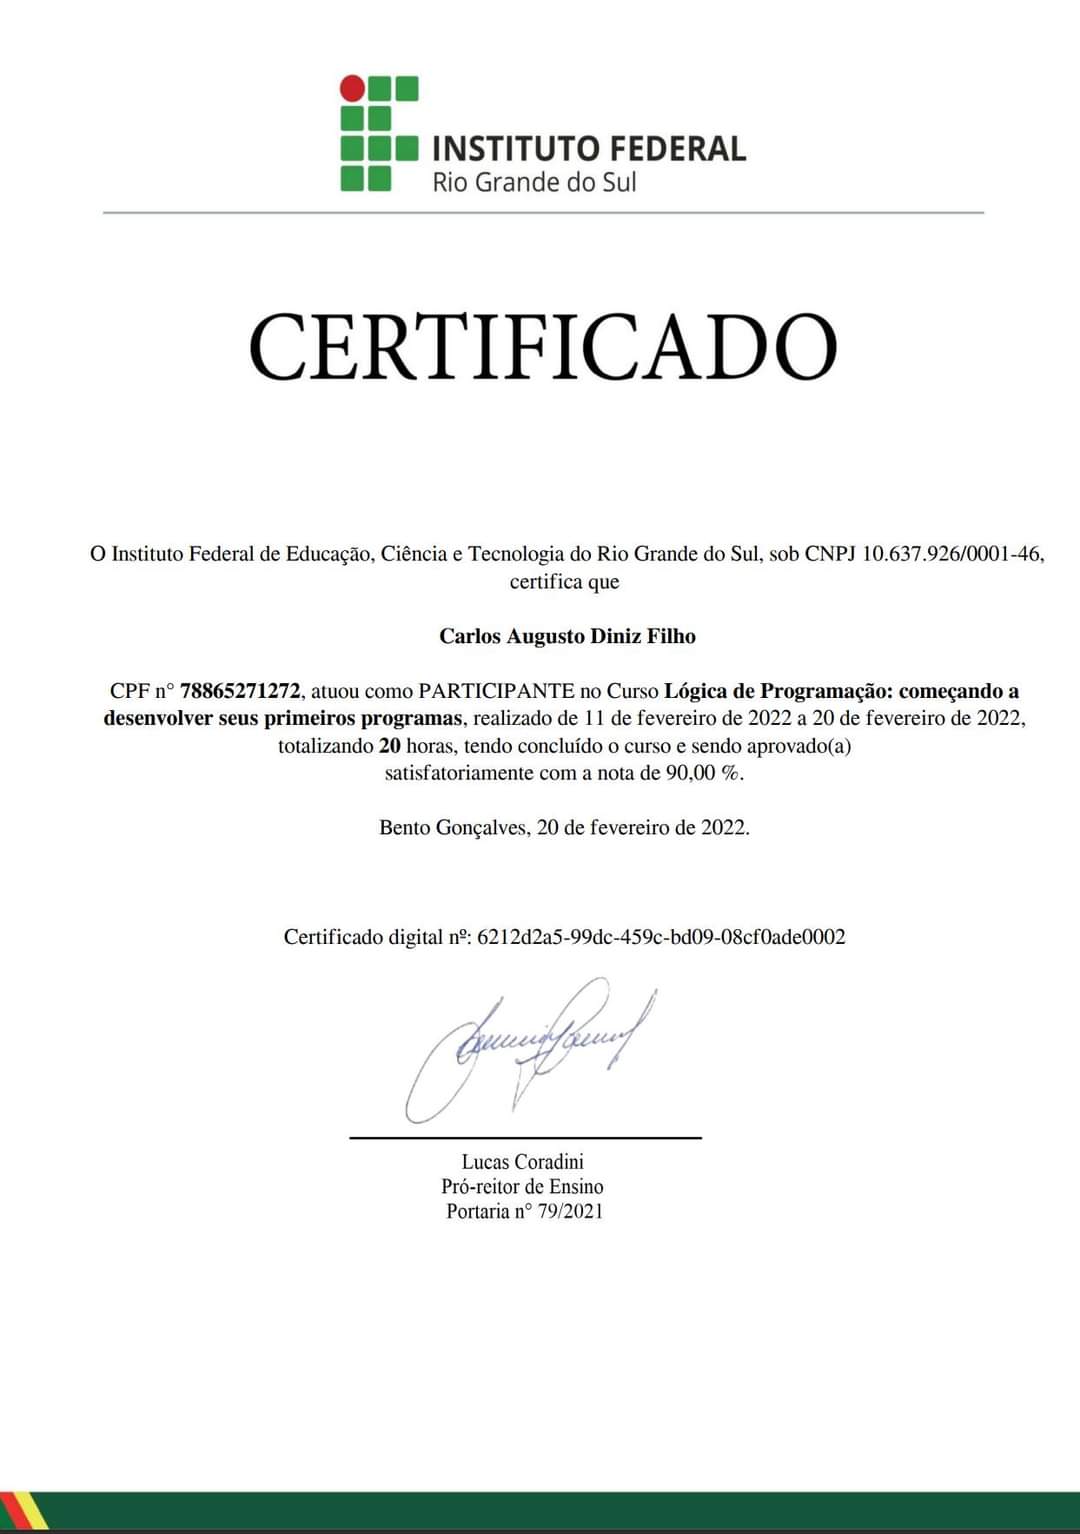 INSTITUTO FEDERAL
Rio Grande do Sul
CERTIFICADO
O Instituto Federal de Educação, Ciência e Tecnologia do Rio Grande do Sul, sob CNPJ 10.637.926/0001-46,
certifica que
Carlos Augusto Diniz Filho
CPF n° 78865271272, atuou como PARTICIPANTE no Curso Lógica de Programação: começando a
desenvolver seus primeiros programas, realizado de 11 de fevereiro de 2022 a 20 de fevereiro de 2022,
totalizando 20 horas, tendo concluído o curso e sendo aprovado(a)
satisfatoriamente com a nota de 90,00 %.
Bento Gonçalves, 20 de fevereiro de 2022.
Certificado digital nº: 6212d2a5-99dc-459c-bd09-08cf0ade0002
Lucas Coradini
Pró-reitor de Ensino
Portaria n° 79/2021